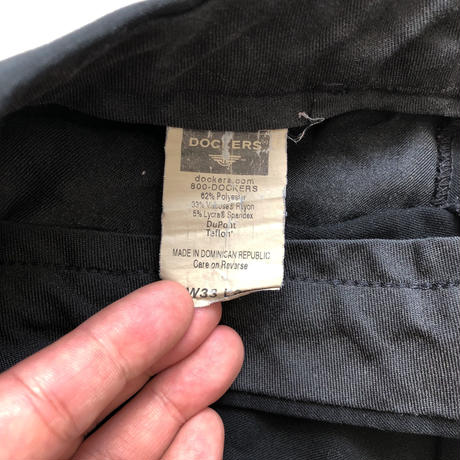 DOCKERS
dockers.com
800-DOCKERS
62% Polyester
33% Viscose Rayon
5% Lycra® Spandex
DuPont
Teflon®
MADE IN DOMINICAN REPUBLIC
Care on Reverse
W33